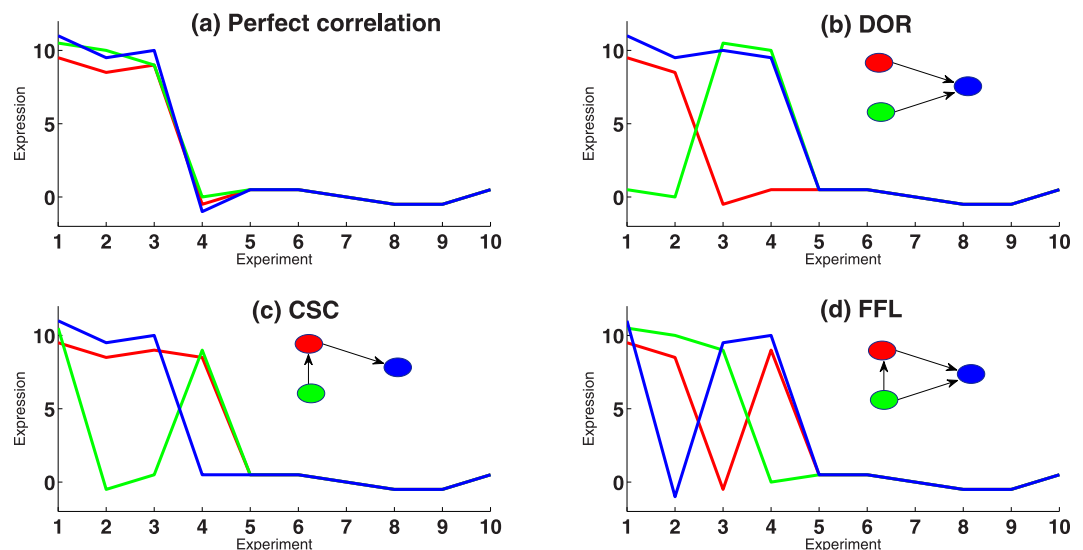 (a) Perfect correlation
Expression
10
5
0
1 2 3 4 5 6 7 8 9 10
Experiment
(b) DOR
Expression
10
5
0
1 2 3 4 5 6 7 8 9 10
Experiment
(c) CSC
Expression
10
5
0
1 2 3 4 5 6 7 8 9 10
Experiment
(d) FFL
Expression
10
5
0
1 2 3 4 5 6 7 8 9 10
Experiment